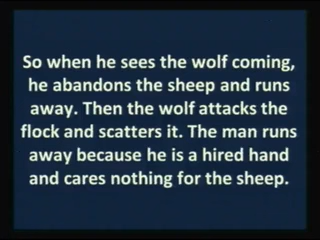 So when he sees the wolf coming,
he abandons the sheep and runs
away. Then the wolf attacks the
flock and scatters it. The man runs
away because he is a hired hand
and cares nothing for the sheep.